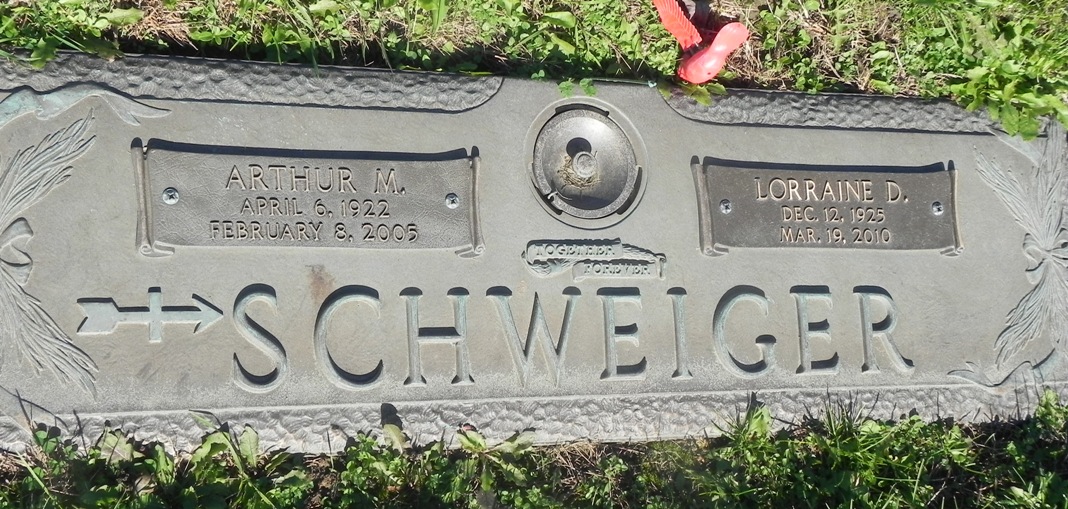 ARTHUR M.
APRIL 6, 1922
FEBRUARY 8, 2005
LORRAINE D.
DEC. 12, 1925
MAR. 19, 2010
TOGETHER
FOREVER
SCHWEIGER